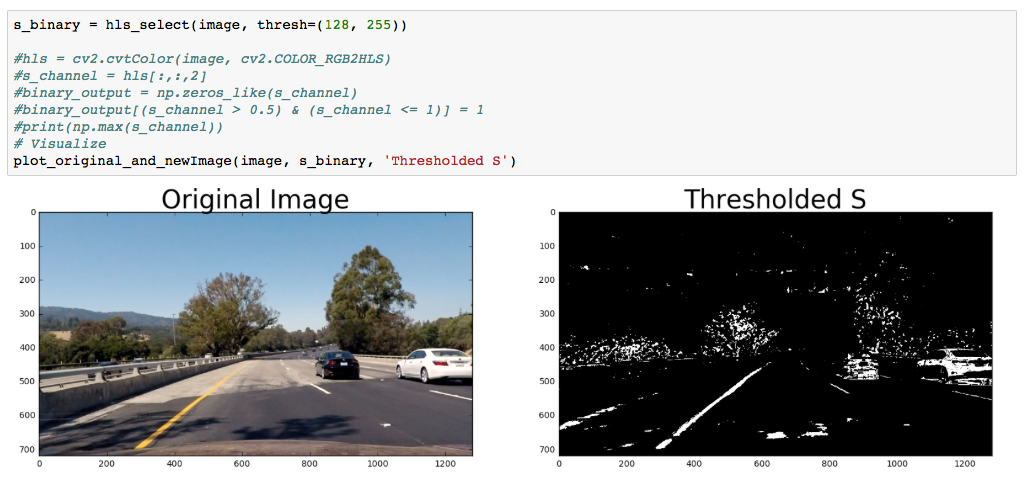 s_binary = hls_select(image, thresh=(128, 255))
#hls = cv2.cvtColor(image, cv2.COLOR_RGB2HLS)
#s_channel = hls[:,:,2]
#binary_output = np.zeros_like(s_channel)
#binary_output[(s_channel > 0.5) & (s_channel <= 1)] = 1
#print(np.max(s_channel))
# Visualize
plot_original_and_newImage(image, s_binary, 'Thresholded S')
Original Image
0
100
200
300
400
500
600
700
0 200 400 600 800 1000 1200
Thresholded S
0
100
200
300
400
500
600
700
0 200 400 600 800 1000 1200